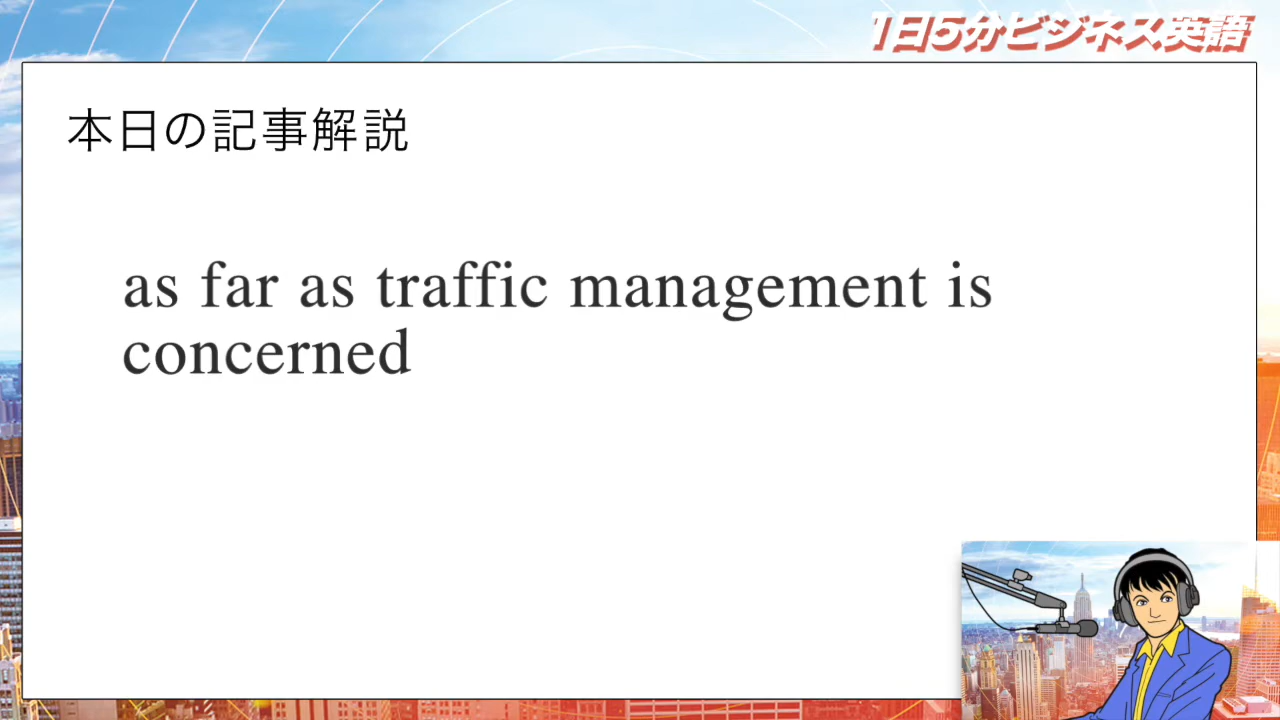 1日5分ビジネス英語
本日の記事解説
as far as traffic management is
concerned